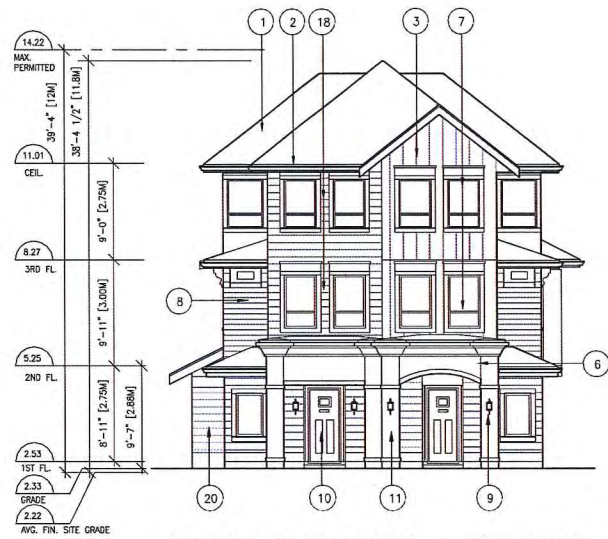 1
2
18
3
7
14.22
MAX.
PERMITTED
39'-4" [12M]
38'-4 1/2" [11.8M]
11.01
CEIL.
9'-0" [2.75M]
8.27
3RD FL.
8
9'-11" [3.00M]
5.25
2ND FL.
6
8'-11" [2.75M]
9'-7" [2.88M]
2.53
1ST FL.
2.33
GRADE
2.22
AVG. FIN. SITE GRADE
20
10
11
9